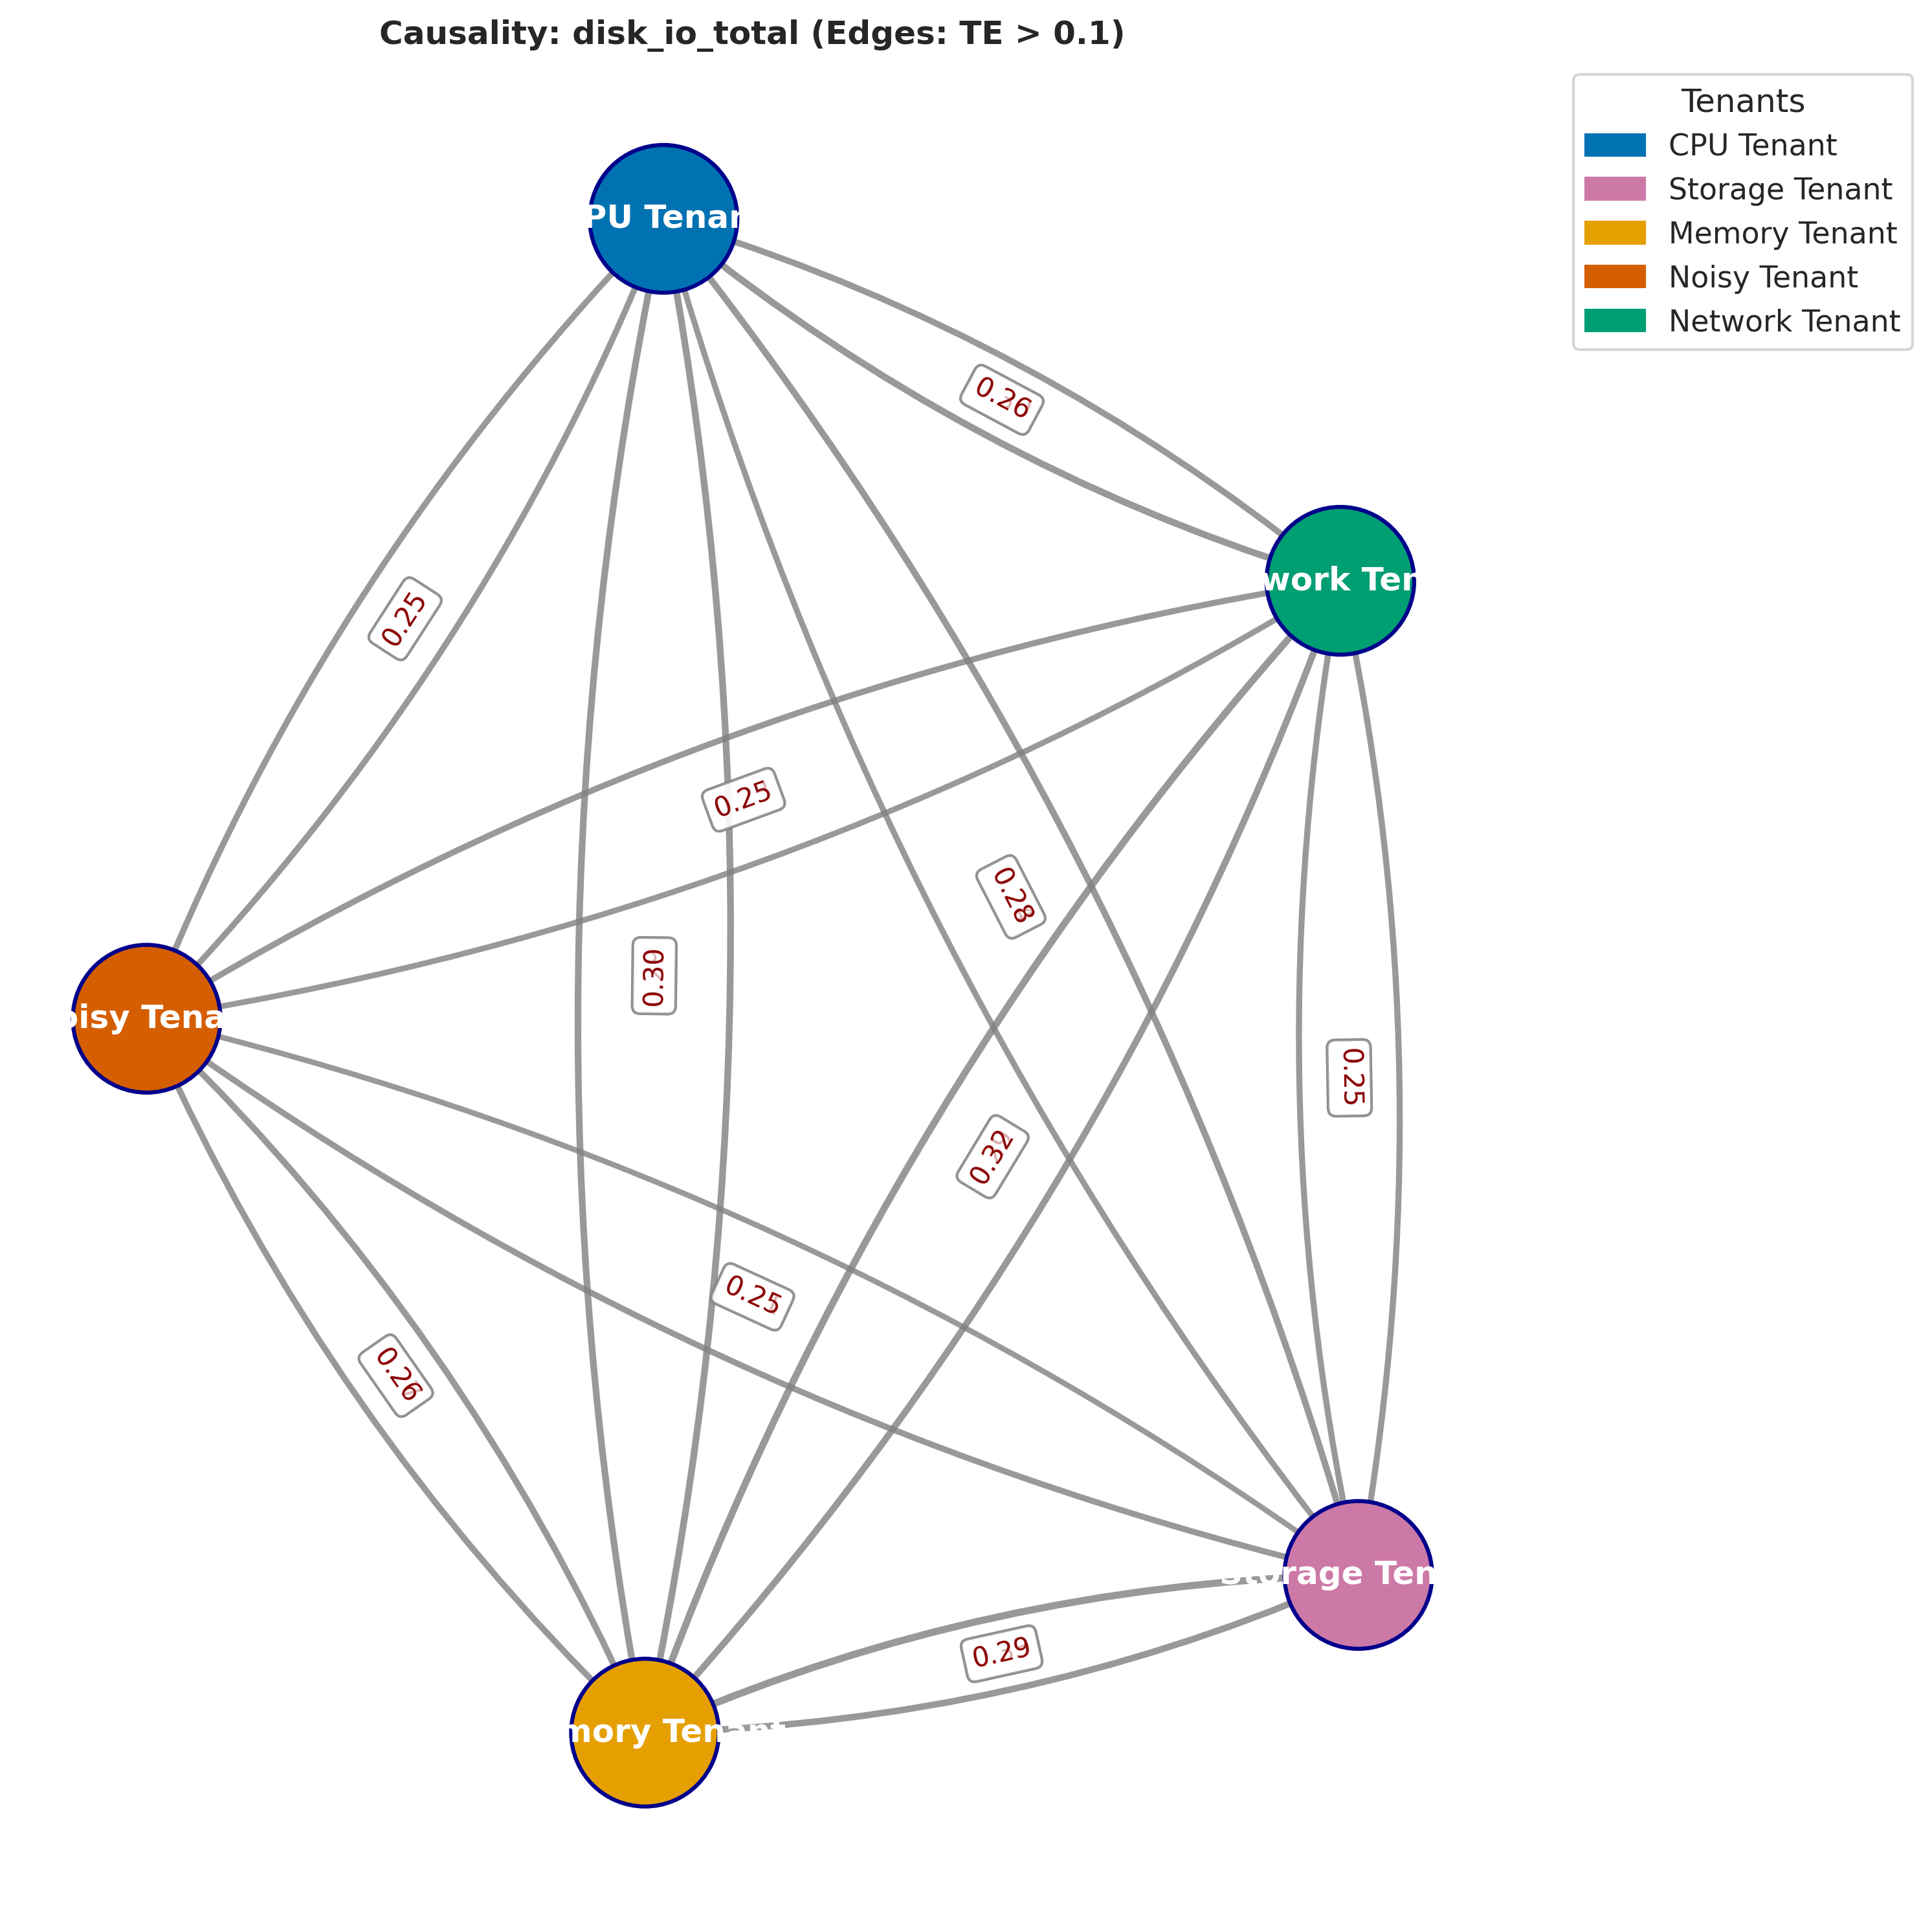 Causality: disk_io_total (Edges: TE > 0.1)
Tenants
CPU Tenant
Storage Tenant
Memory Tenant
Noisy Tenant
Network Tenant
PU Tenan
0.26
work Ten
0.25
0.25
0.28
0.30
oisy Tena
0.25
0.32
0.25
0.26
Storage Ten
0.29
mory Tenant